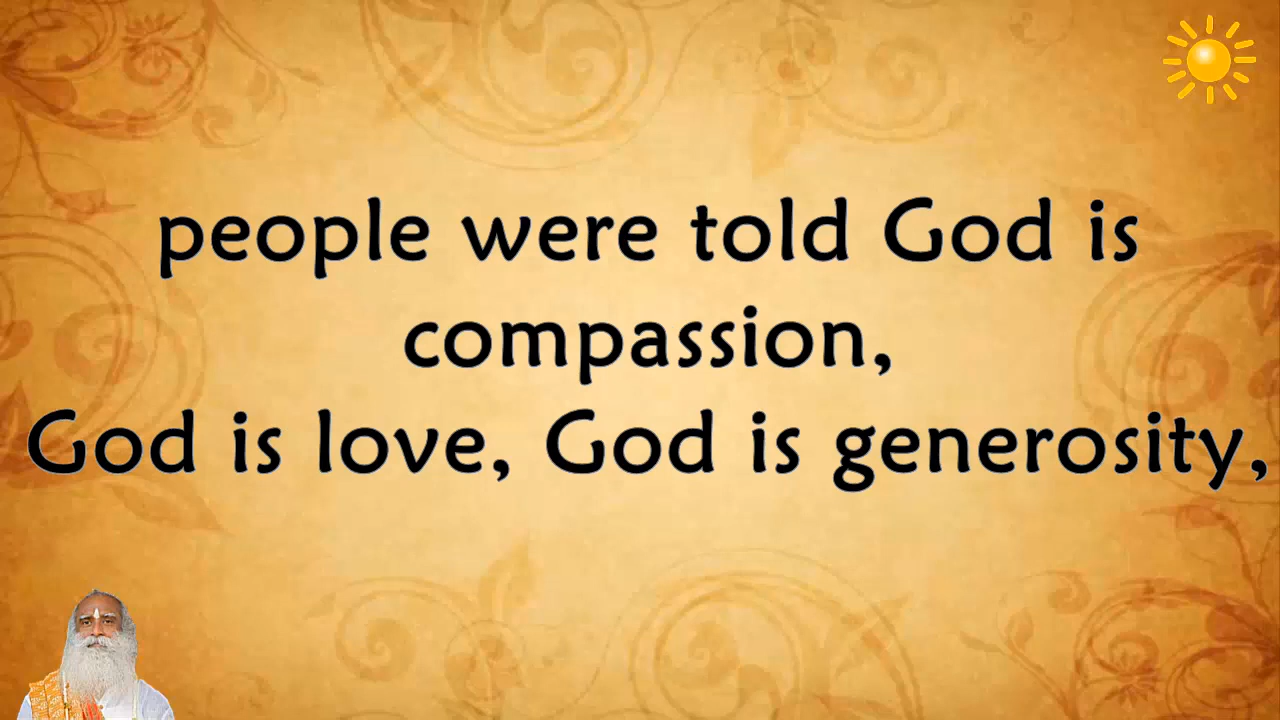 people were told God is
compassion,
God is love, God is generosity,